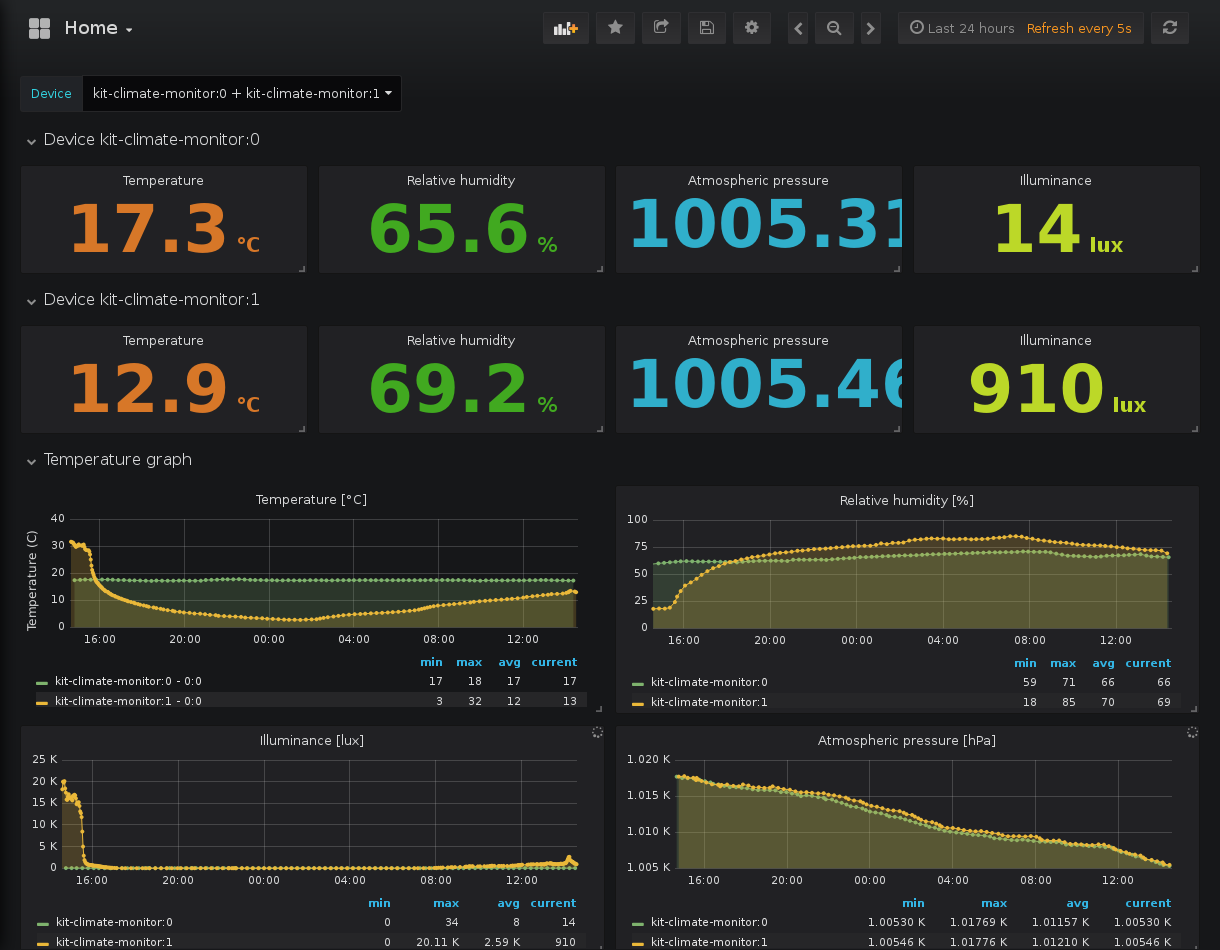 Home
Last 24 hours Refresh every 5s
Device kit-climate-monitor:0 + kit-climate-monitor:1
Device kit-climate-monitor:0
Temperature Relative humidity Atmospheric pressure Illuminance
17.3 °C 65.6 % 1005.31 14 lux
Device kit-climate-monitor:1
Temperature Relative humidity Atmospheric pressure Illuminance
12.9 °C 69.2 % 1005.46 910 lux
Temperature graph
Temperature [°C]
Temperature (C)
40
30
20
10
0
16:00 20:00 00:00 04:00 08:00 12:00
min max avg current
kit-climate-monitor:0 - 0:0 17 18 17 17
kit-climate-monitor:1 - 0:0 3 32 12 13
Relative humidity [%]
100
75
50
25
0
16:00 20:00 00:00 04:00 08:00 12:00
min max avg current
kit-climate-monitor:0 59 71 66 66
kit-climate-monitor:1 18 85 70 69
Illuminance [lux]
25 K
20 K
15 K
10 K
5 K
0
16:00 20:00 00:00 04:00 08:00 12:00
min max avg current
kit-climate-monitor:0 0 34 8 14
kit-climate-monitor:1 0 20.11 K 2.59 K 910
Atmospheric pressure [hPa]
1.020 K
1.015 K
1.010 K
1.005 K
16:00 20:00 00:00 04:00 08:00 12:00
min max avg current
kit-climate-monitor:0 1.00530 K 1.01769 K 1.01157 K 1.00530 K
kit-climate-monitor:1 1.00546 K 1.01776 K 1.01210 K 1.00546 K